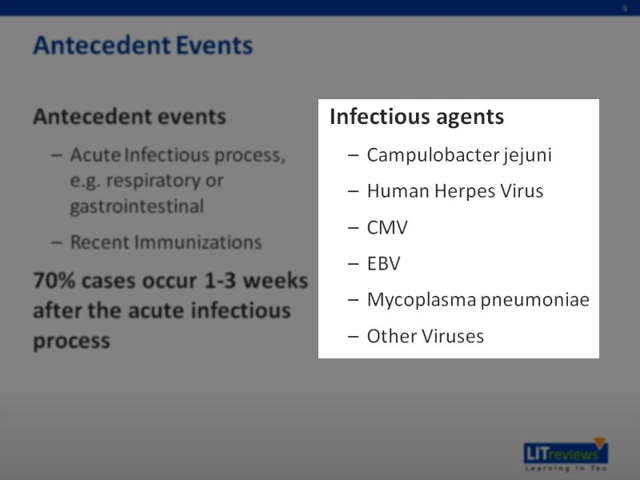 9
Antecedent Events
Antecedent events
– Acute Infectious process,
e.g. respiratory or
gastrointestinal
– Recent Immunizations
70% cases occur 1-3 weeks
after the acute infectious
process
Infectious agents
– Campulobacter jejuni
– Human Herpes Virus
– CMV
– EBV
– Mycoplasma pneumoniae
– Other Viruses
LITreviews
Learning In Ten